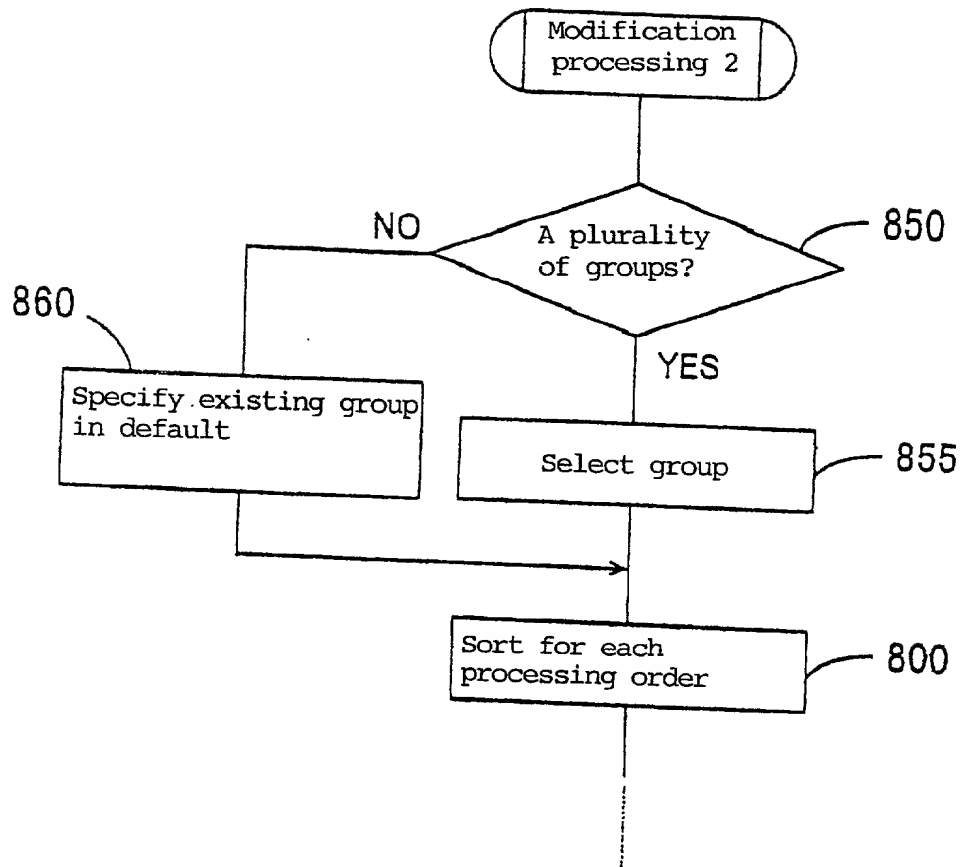 Modification
processing 2
NO
A plurality
of groups?
850
860
YES
Specify existing group
in default
Select group
855
Sort for each
processing order
800